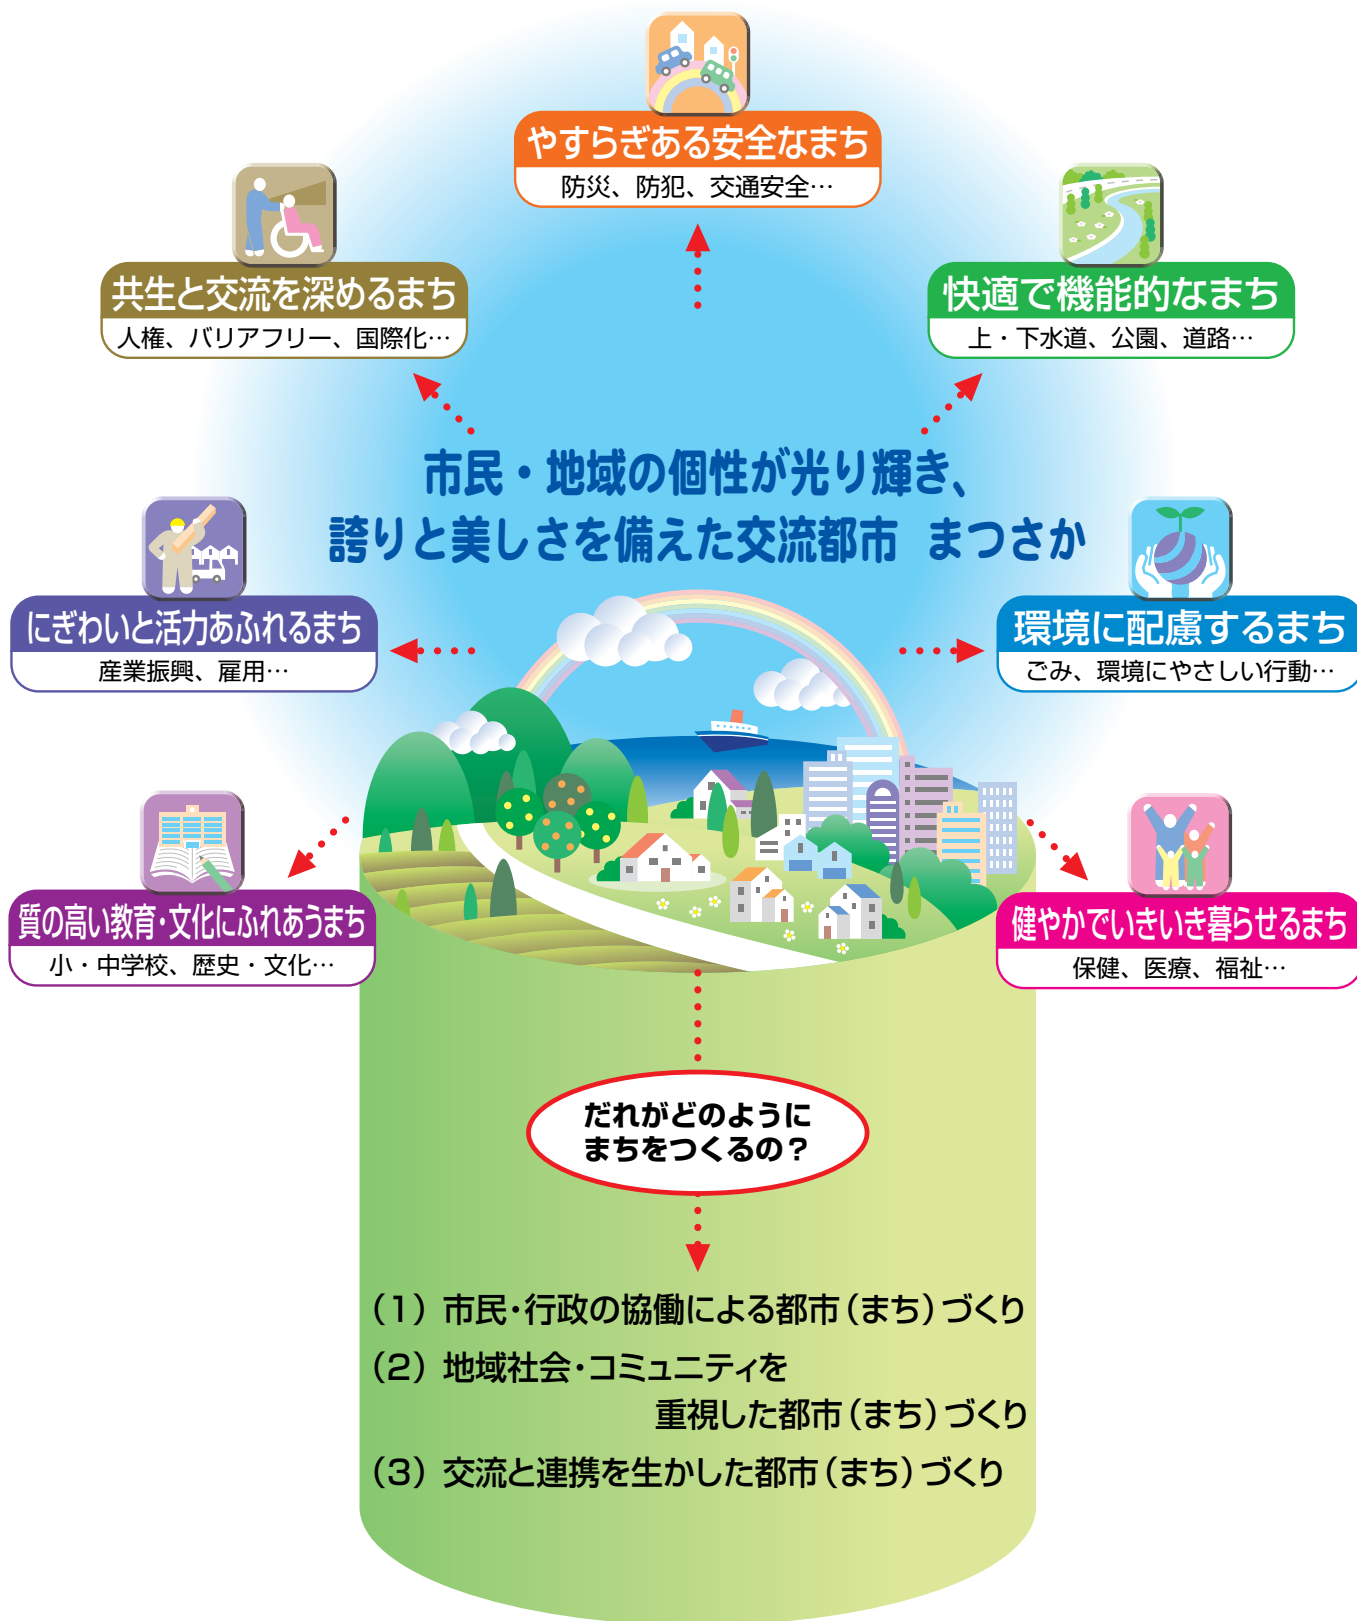 やすらぎある安全なまち
防災、防犯、交通安全…
共生と交流を深めるまち
人権、バリアフリー、国際化…
快適で機能的なまち
上・下水道、公園、道路…
市民・地域の個性が光り輝き、
誇りと美しさを備えた交流都市 まつさか
にぎわいと活力あふれるまち
産業振興、雇用…
環境に配慮するまち
ごみ、環境にやさしい行動…
質の高い教育・文化にふれあうまち
小・中学校、歴史・文化…
健やかでいきいき暮らせるまち
保健、医療、福祉…
だれがどのように
まちをつくるの？
（1）市民・行政の協働による都市（まち）づくり
（2）地域社会・コミュニティを
重視した都市（まち）づくり
（3）交流と連携を生かした都市（まち）づくり